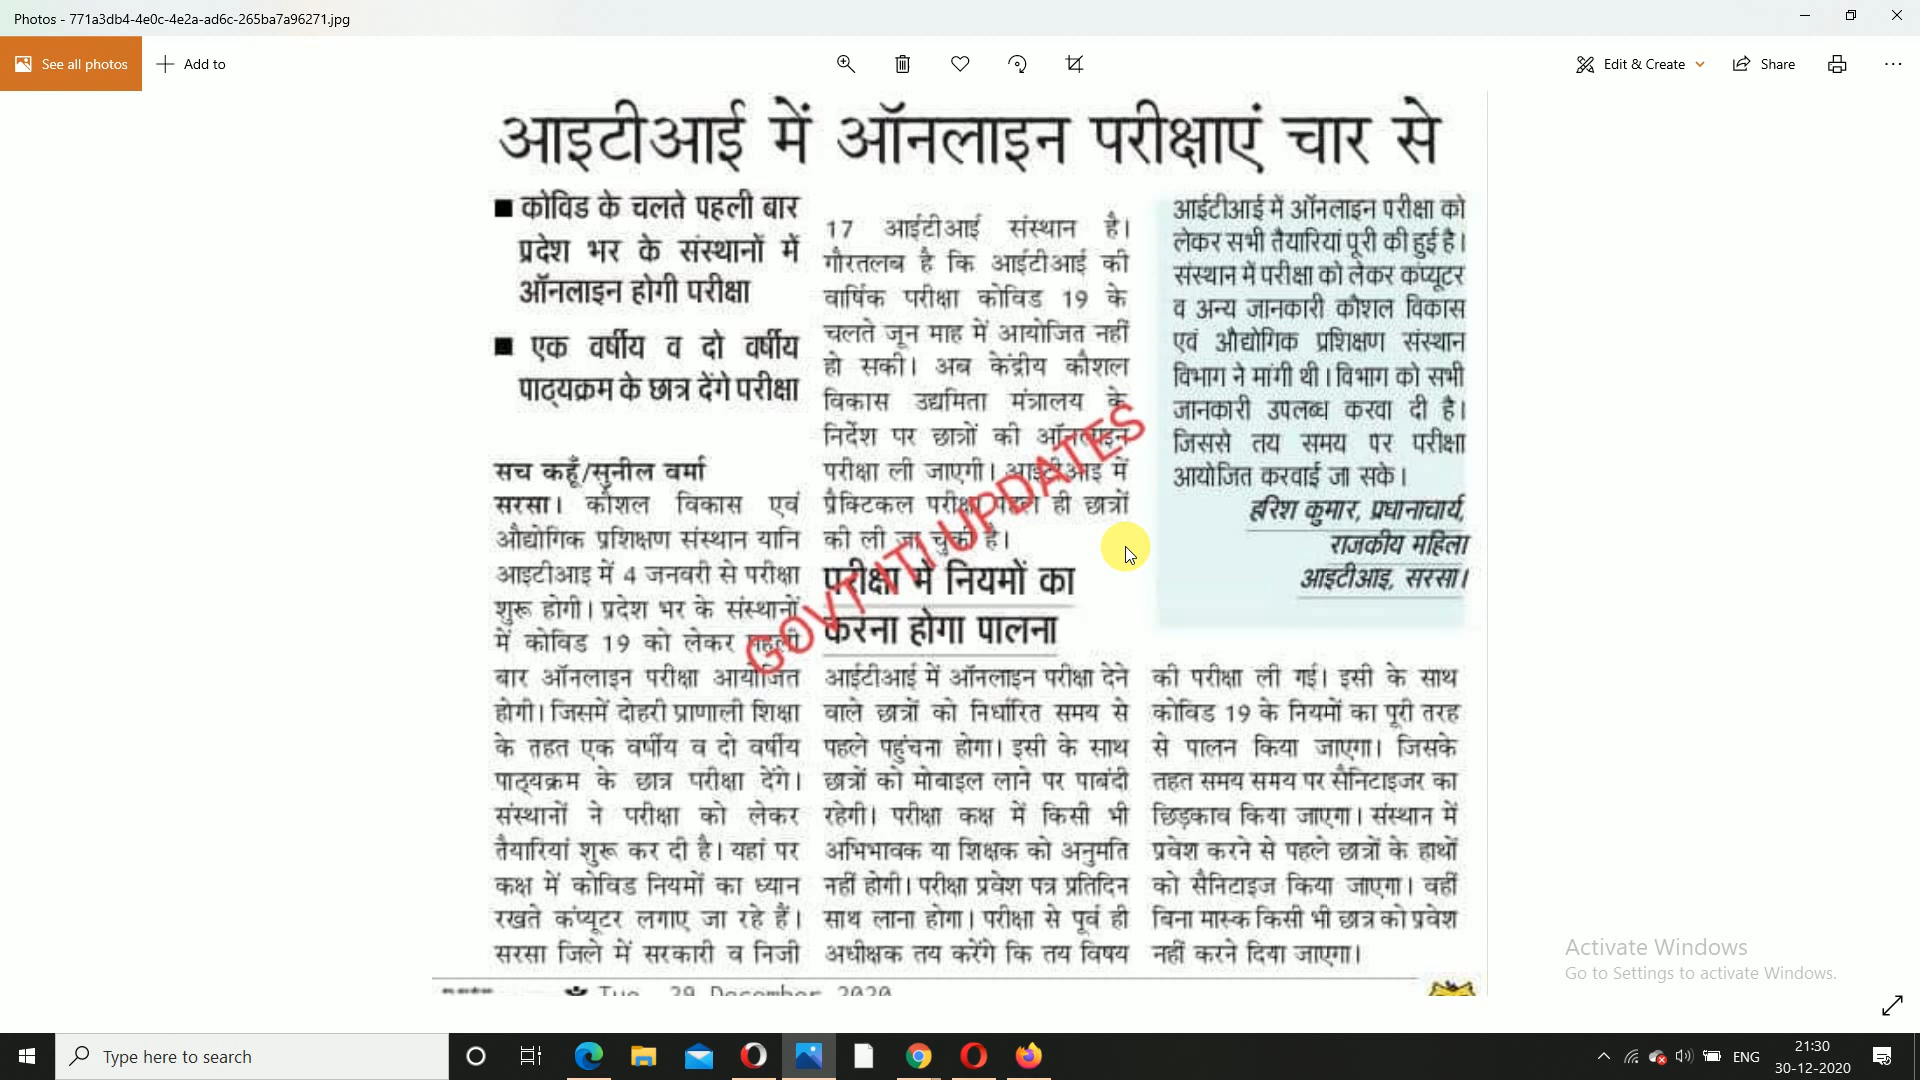 Photos - 771a3db4-4e0c-4e2a-ad6c-265ba7a96271.jpg
See all photos
Add to
Edit & Create
Share
आइटीआई में ऑनलाइन परीक्षाएं चार से
■ कोविड के चलते पहली बार
प्रदेश भर के संस्थानों में
ऑनलाइन होगी परीक्षा
■ एक वर्षीय व दो वर्षीय
पाठ्यक्रम के छात्र देंगे परीक्षा
सच कहूँ/सुनील वर्मा
सरसा। कौशल विकास एवं
औद्योगिक प्रशिक्षण संस्थान यानि
आइटीआइ में 4 जनवरी से परीक्षा
शुरू होगी। प्रदेश भर के संस्थानों
में कोविड 19 को लेकर पहली
बार ऑनलाइन परीक्षा आयोजित
होगी। जिसमें दोहरी प्राणाली शिक्षा
के तहत एक वर्षीय व दो वर्षीय
पाठ्यक्रम के छात्र परीक्षा देंगे।
संस्थानों ने परीक्षा को लेकर
तैयारियां शुरू कर दी है। यहां पर
कक्ष में कोविड नियमों का ध्यान
रखते कंप्यूटर लगाए जा रहे हैं।
सरसा जिले में सरकारी व निजी
17 आईटीआई संस्थान है।
गौरतलब है कि आईटीआई की
वार्षिक परीक्षा कोविड 19 के
चलते जून माह में आयोजित नहीं
हो सकी। अब केंद्रीय कौशल
विकास उद्यमिता मंत्रालय के
निर्देश पर छात्रों की ऑनलाइन
परीक्षा ली जाएगी। आइटीआइ में
प्रैक्टिकल परीक्षा पहले ही छात्रों
की ली जा चुकी है।
परीक्षा में नियमों का
करना होगा पालना
आईटीआई में ऑनलाइन परीक्षा देने
वाले छात्रों को निर्धारित समय से
पहले पहुंचना होगा। इसी के साथ
छात्रों को मोबाइल लाने पर पाबंदी
रहेगी। परीक्षा कक्ष में किसी भी
अभिभावक या शिक्षक को अनुमति
नहीं होगी। परीक्षा प्रवेश पत्र प्रतिदिन
साथ लाना होगा। परीक्षा से पूर्व ही
अधीक्षक तय करेंगे कि तय विषय
आईटीआई में ऑनलाइन परीक्षा को
लेकर सभी तैयारियां पूरी की हुई है।
संस्थान में परीक्षा को लेकर कंप्यूटर
व अन्य जानकारी कौशल विकास
एवं औद्योगिक प्रशिक्षण संस्थान
विभाग ने मांगी थी। विभाग को सभी
जानकारी उपलब्ध करवा दी है।
जिससे तय समय पर परीक्षा
आयोजित करवाई जा सके।
हरिश कुमार, प्रधानाचार्य,
राजकीय महिला
आइटीआइ, सरसा।
की परीक्षा ली गई। इसी के साथ
कोविड 19 के नियमों का पूरी तरह
से पालन किया जाएगा। जिसके
तहत समय समय पर सैनिटाइजर का
छिड़काव किया जाएगा। संस्थान में
प्रवेश करने से पहले छात्रों के हाथों
को सैनिटाइज किया जाएगा। वहीं
बिना मास्क किसी भी छात्र को प्रवेश
नहीं करने दिया जाएगा।
GOVT ITI UPDATES
Tue, 29 December 2020
Activate Windows
Go to Settings to activate Windows.
Type here to search
ENG
21:30
30-12-2020